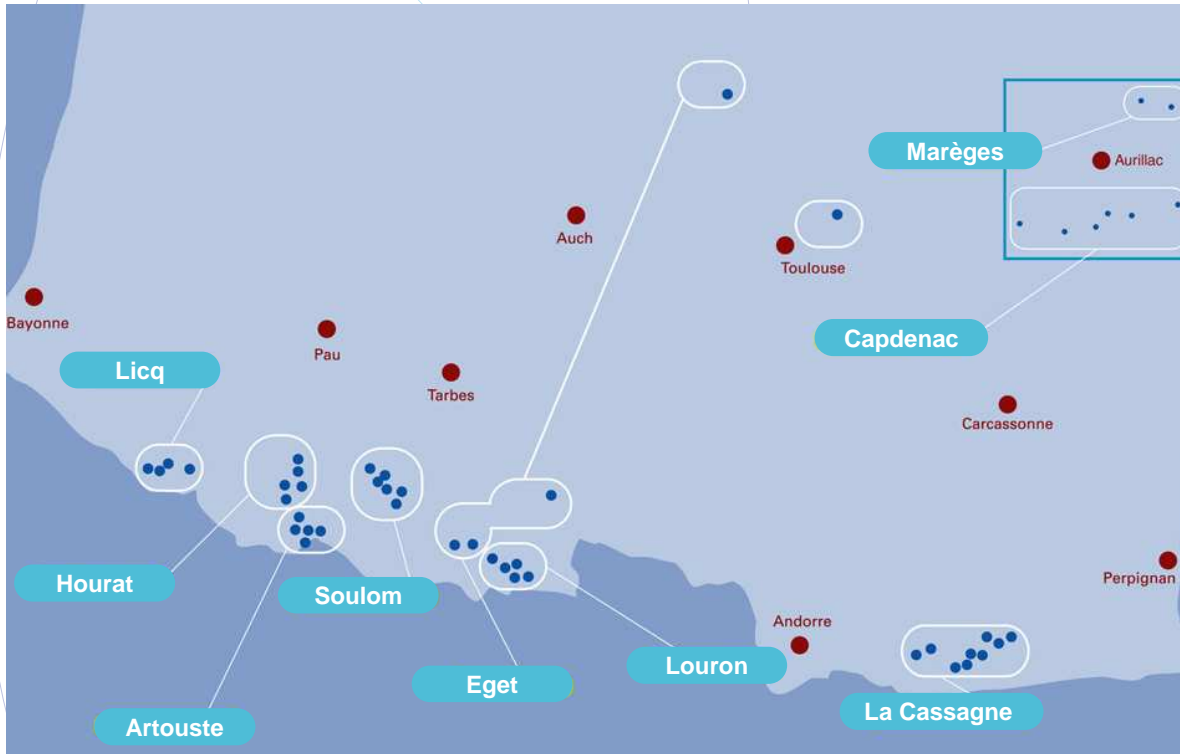 Marèges
Aurillac
Auch
Toulouse
Bayonne
Pau
Capdenac
Licq
Tarbes
Carcassonne
Hourat
Soulom
Perpignan
Andorre
Louron
Eget
La Cassagne
Artouste